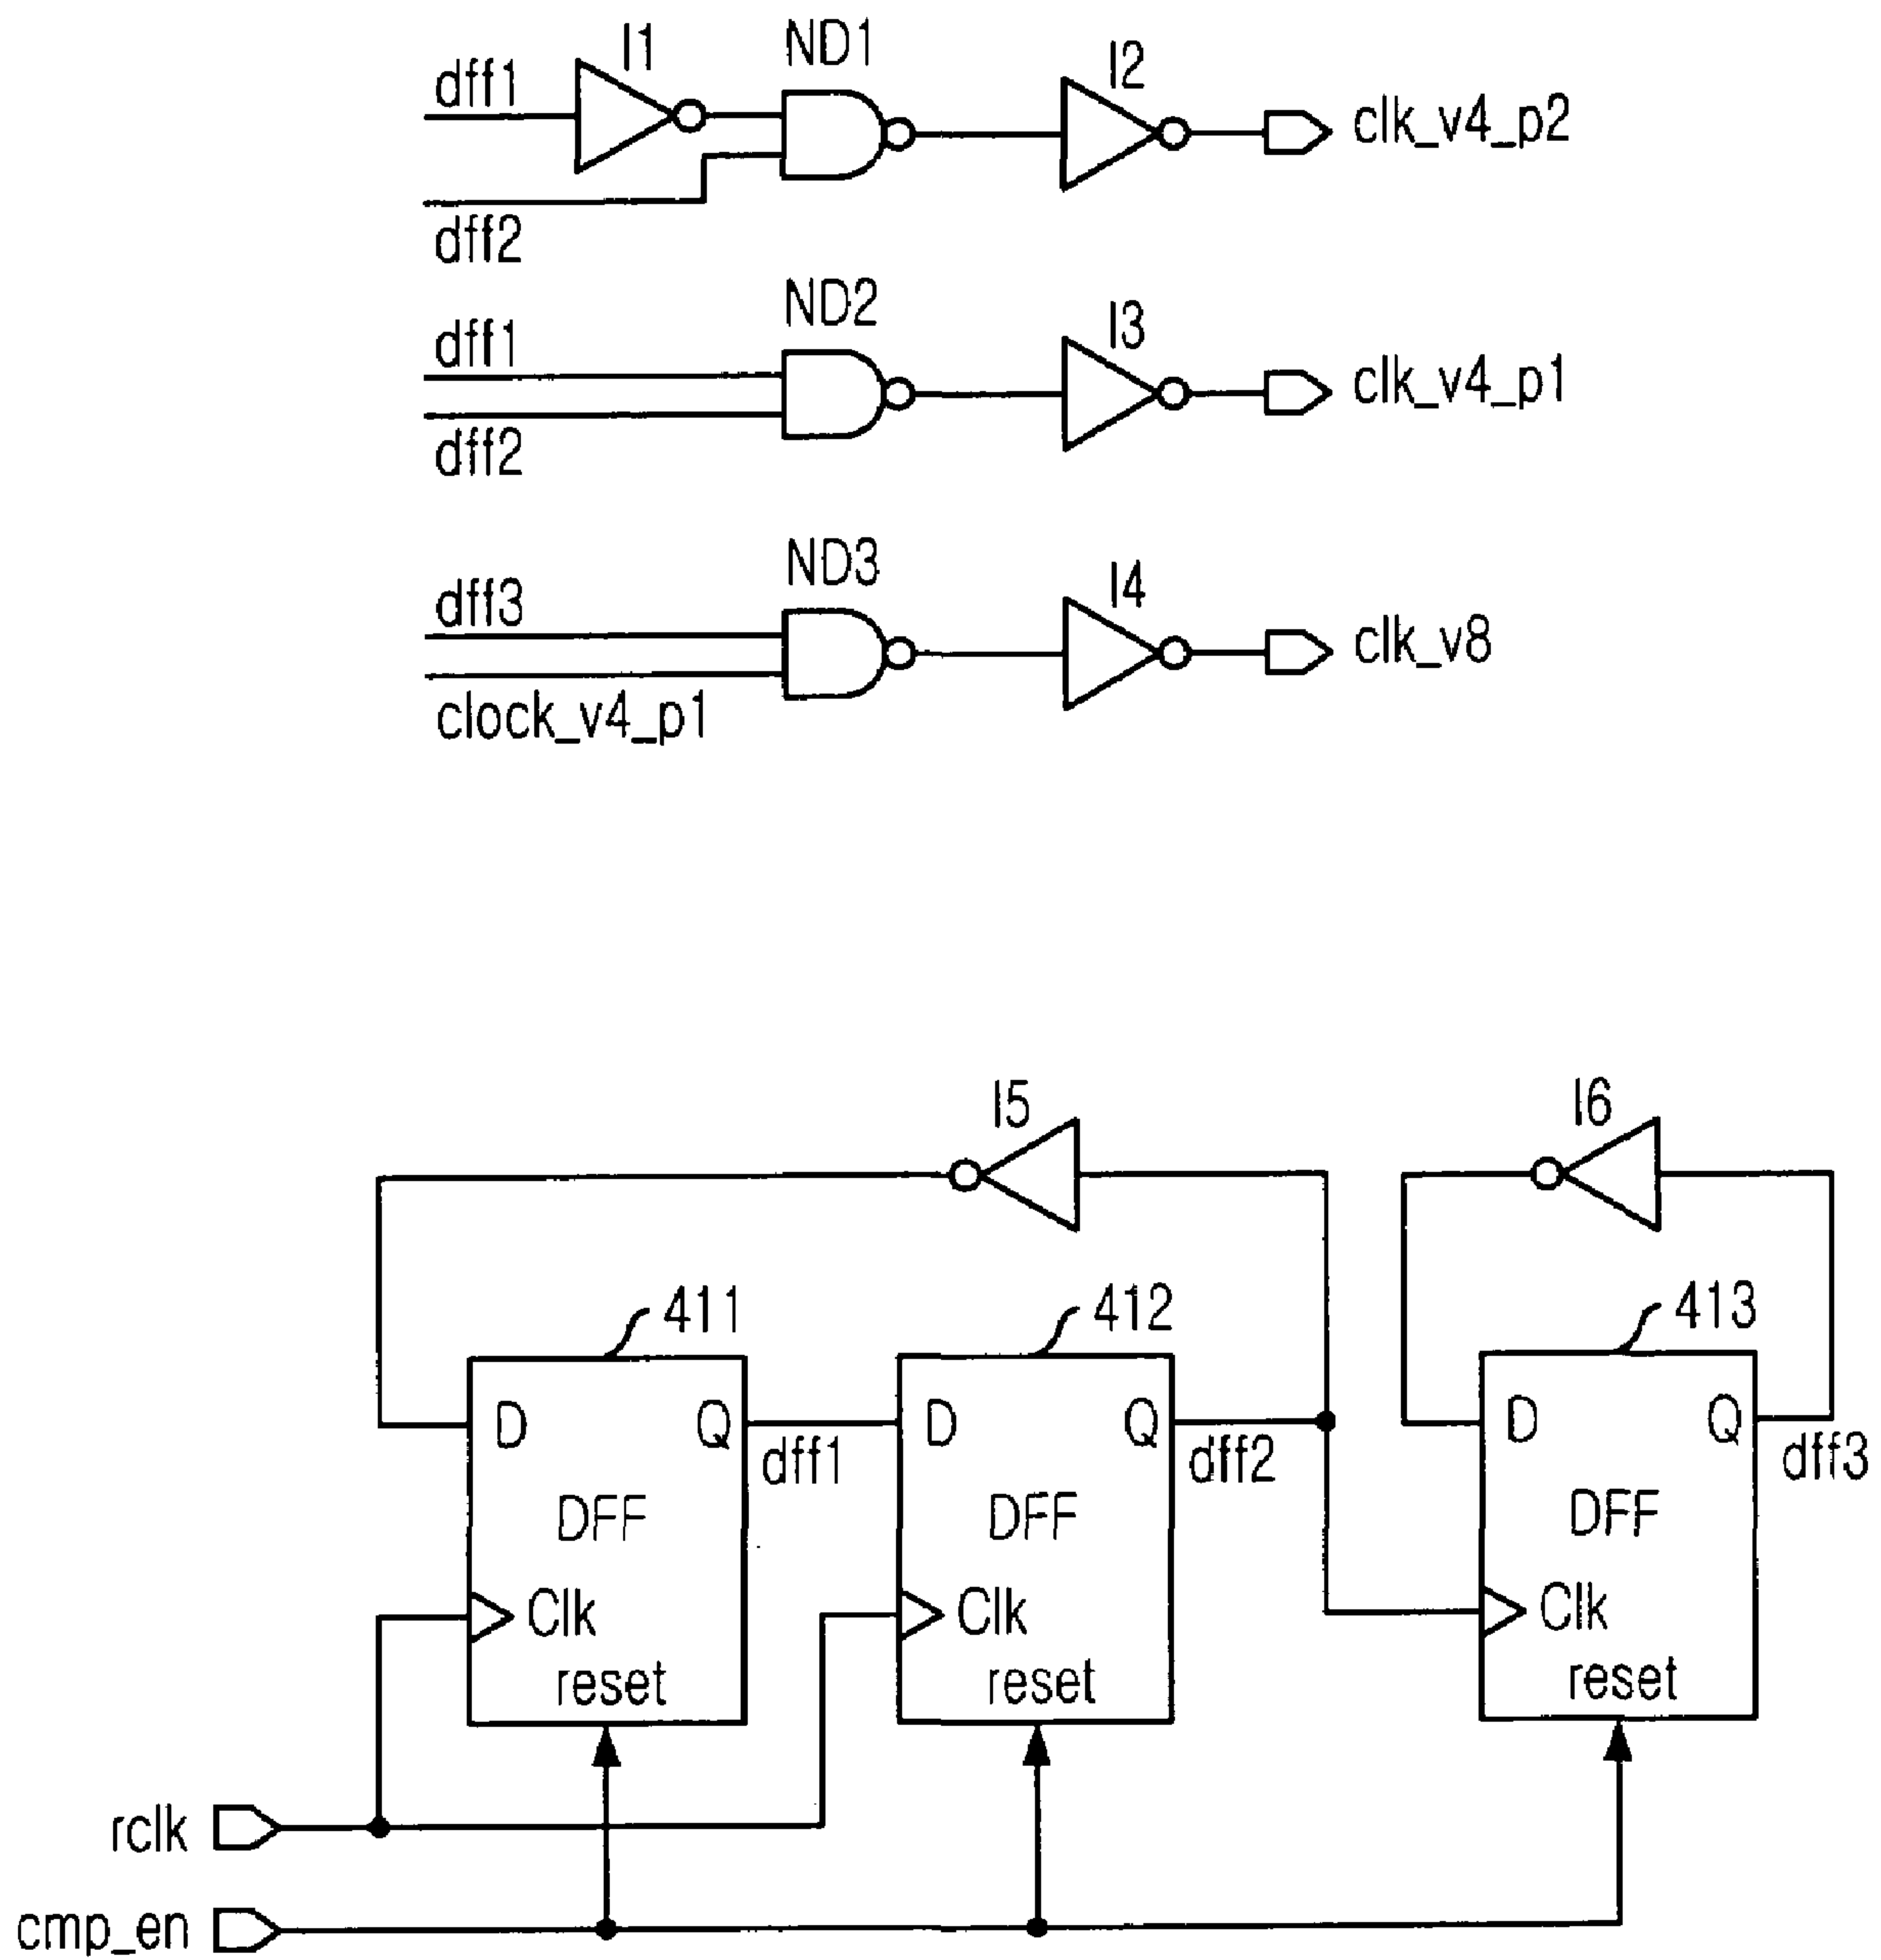 I1
ND1
I2
dff1
clk_v4_p2
dff2
ND2
I3
dff1
clk_v4_p1
dff2
ND3
I4
dff3
clk_v8
clock_v4_p1
I5
I6
411
412
413
D Q
dff1
D Q
dff2
D Q
dff3
DFF
DFF
DFF
Clk
Clk
Clk
reset
reset
reset
rclk
cmp_en